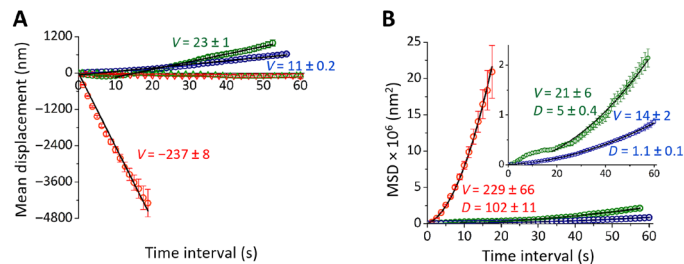 A
Mean displacement (nm)
1200
0
−1200
−2400
−3600
−4800
V = 23 ± 1
V = 11 ± 0.2
10 20 30 40 50 60
V = −237 ± 8
Time interval (s)
B
MSD × 10⁶ (nm²)
25
20
15
10
5
0
2
1
0
V = 21 ± 6
D = 5 ± 0.4
V = 14 ± 2
D = 1.1 ± 0.1
0 20 40 60
V = 229 ± 66
D = 102 ± 11
0 10 20 30 40 50 60
Time interval (s)